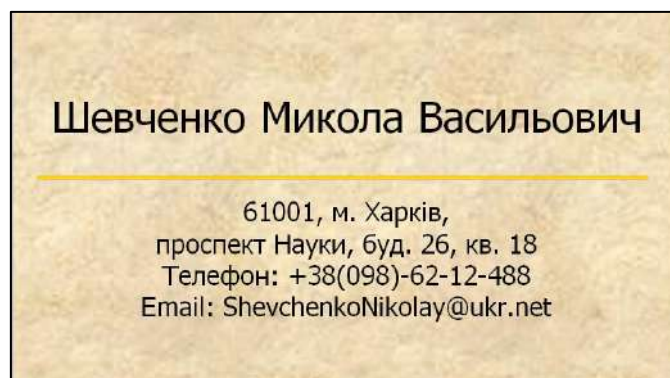 Шевченко Микола Васильович
61001, м. Харків,
проспект Науки, буд. 26, кв. 18
Телефон: +38(098)-62-12-488
Email: ShevchenkoNikolay@ukr.net